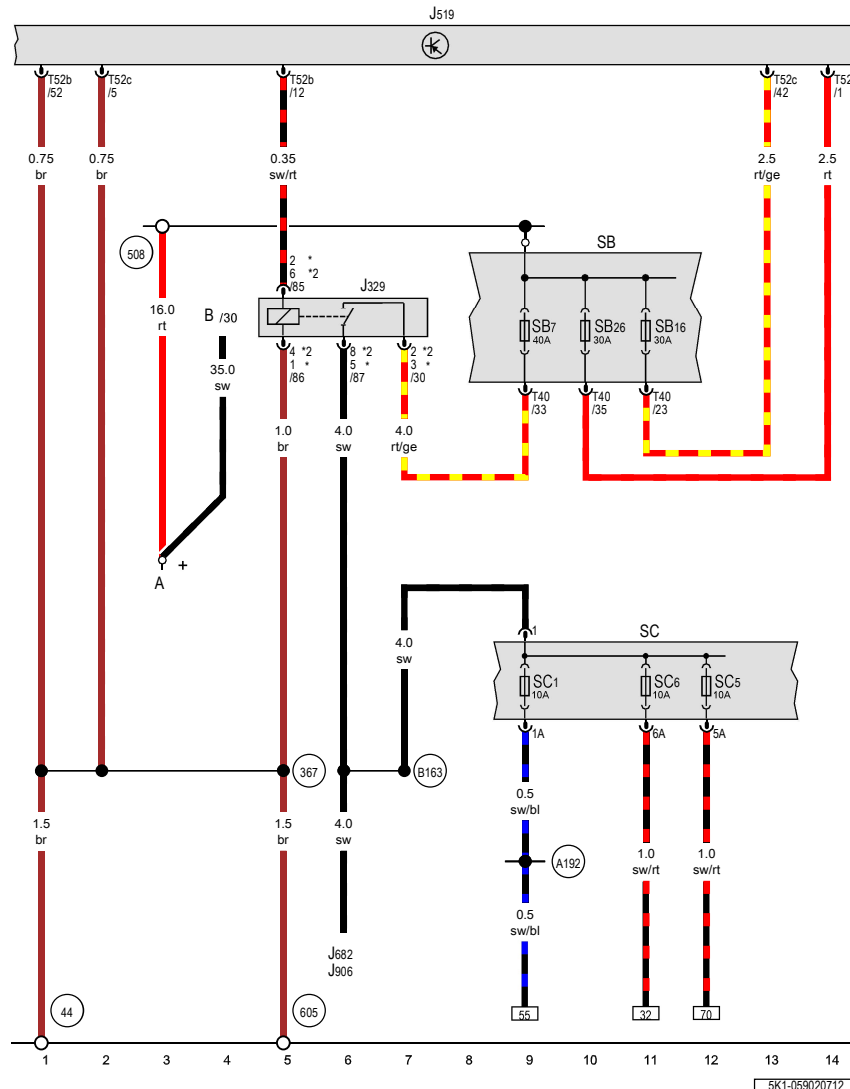 J519
T52b
/52
T52c
/5
T52b
/12
T52c
/42
T52
/1
0.75
br
0.75
br
0.35
sw/rt
2.5
rt/ge
2.5
rt
508
2 *
6 *2
/85
J329
SB
16.0
rt
B /30
35.0
sw
SB7
40A
SB26
30A
SB16
30A
4 *2
1 *
/86
8 *2
5 *
/87
2 *2
3 *
/30
T40
/33
T40
/35
T40
/23
1.0
br
4.0
sw
4.0
rt/ge
A +
4.0
sw
1
SC
SC1
10A
SC6
10A
SC5
10A
1A
6A
5A
367
B163
0.5
sw/bl
1.5
br
1.5
br
4.0
sw
A192
1.0
sw/rt
1.0
sw/rt
0.5
sw/bl
J682
J906
44
605
55
32
70
1 2 3 4 5 6 7 8 9 10 11 12 13 14
5K1-059020712